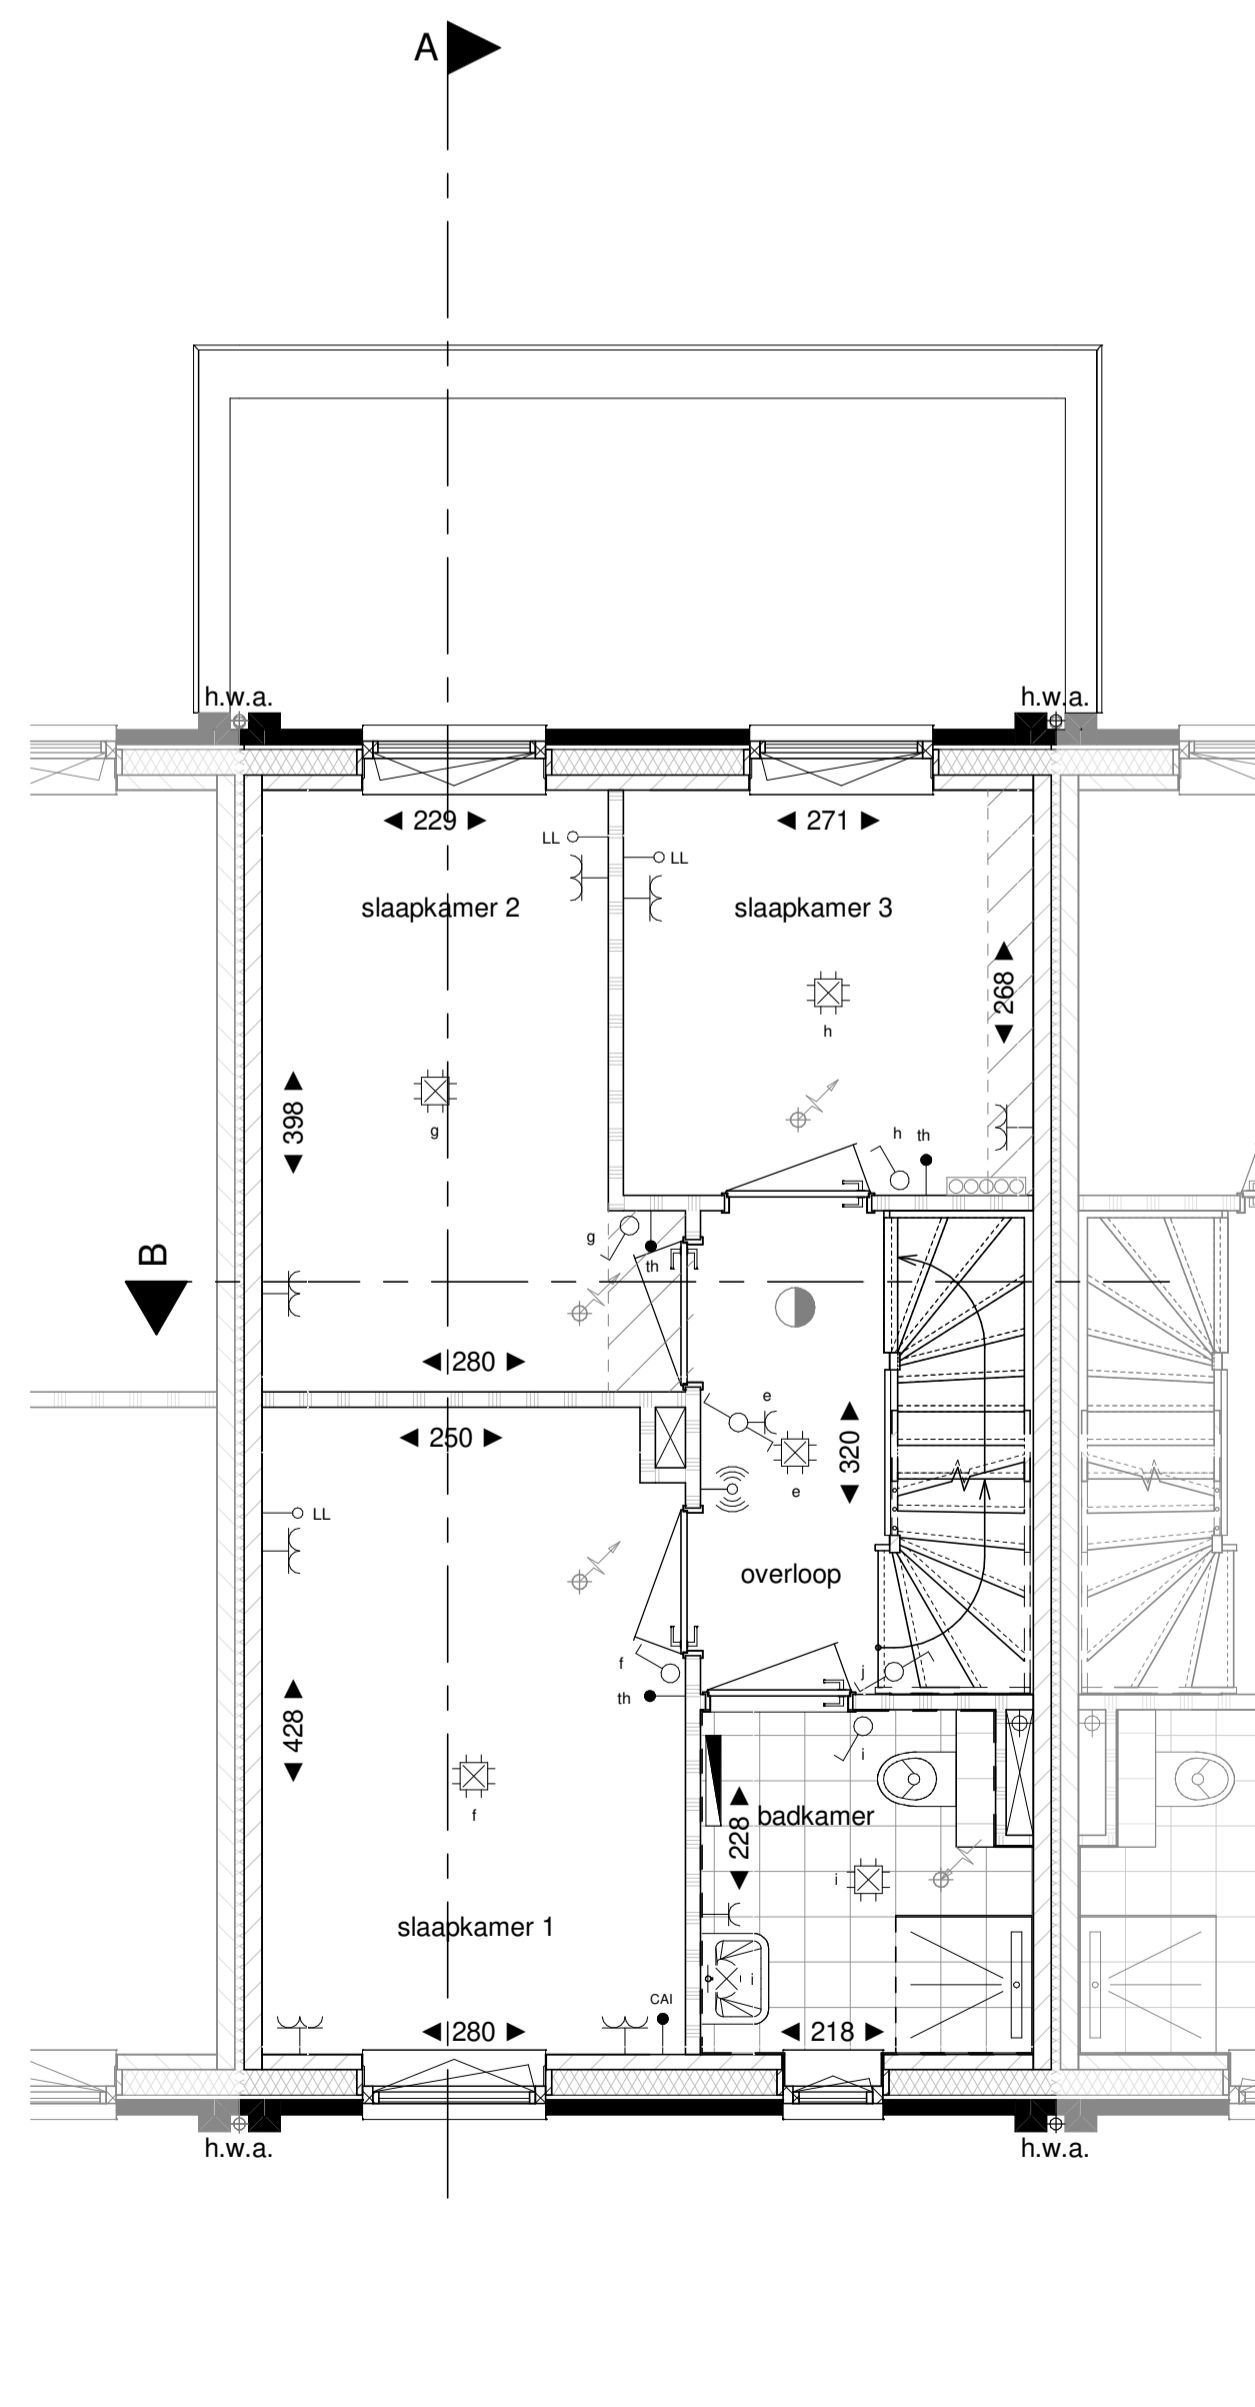 A
h.w.a.
h.w.a.
229
271
LL
LL
slaapkamer 2
slaapkamer 3
268
h
398
g
h
th
g
th
B
280
e
250
320
e
LL
overloop
f
j
th
i
428
f
228
badkamer
i
slaapkamer 1
i
CAI
280
218
h.w.a.
h.w.a.